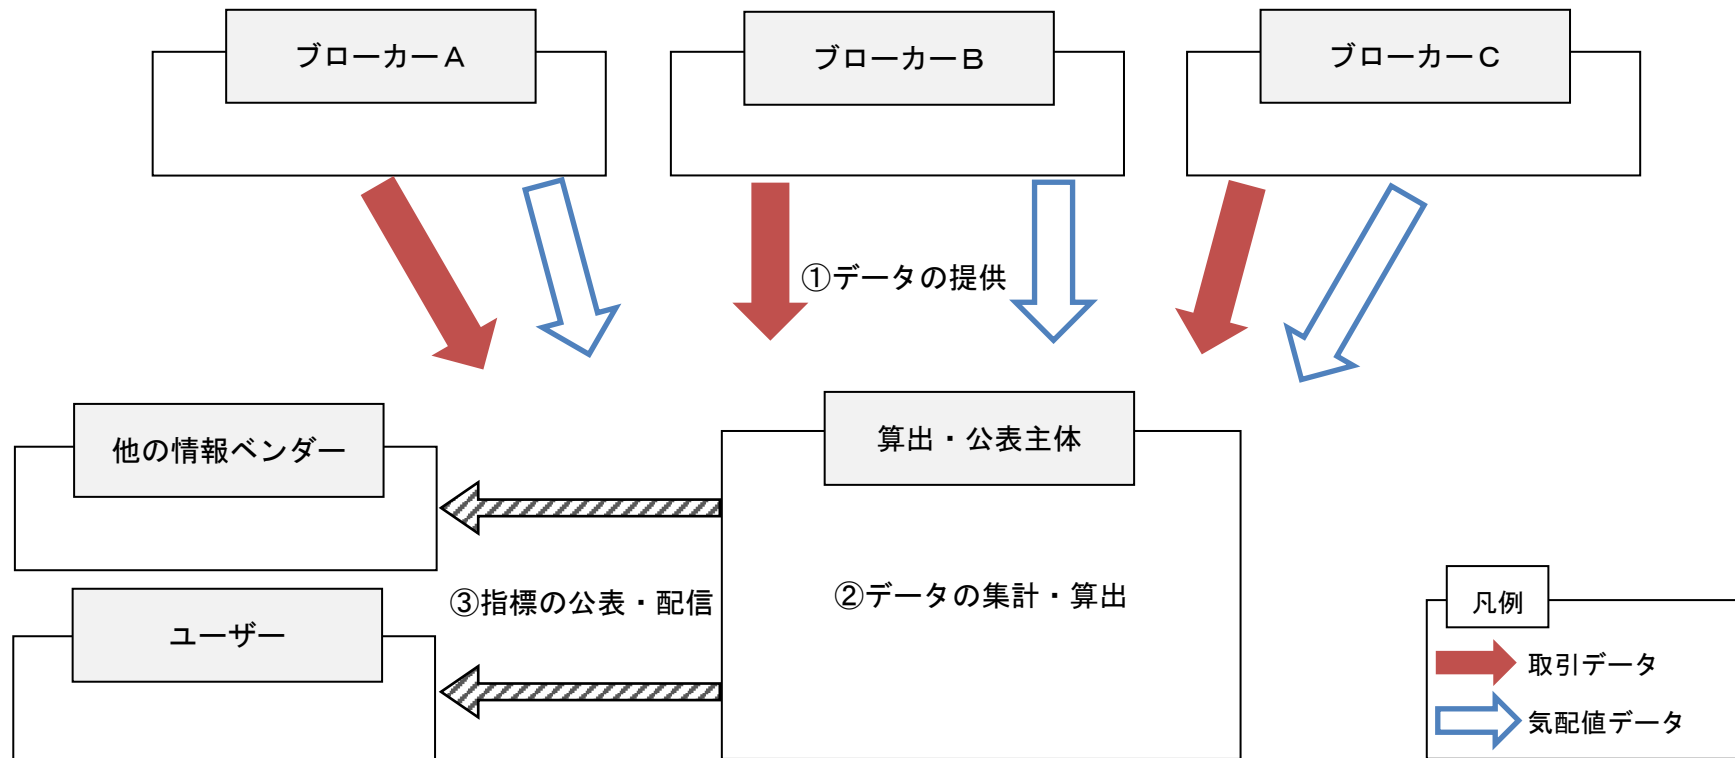 ブローカーA
ブローカーB
ブローカーC
①データの提供
他の情報ベンダー
算出・公表主体
③指標の公表・配信
②データの集計・算出
ユーザー
凡例
取引データ
気配値データ